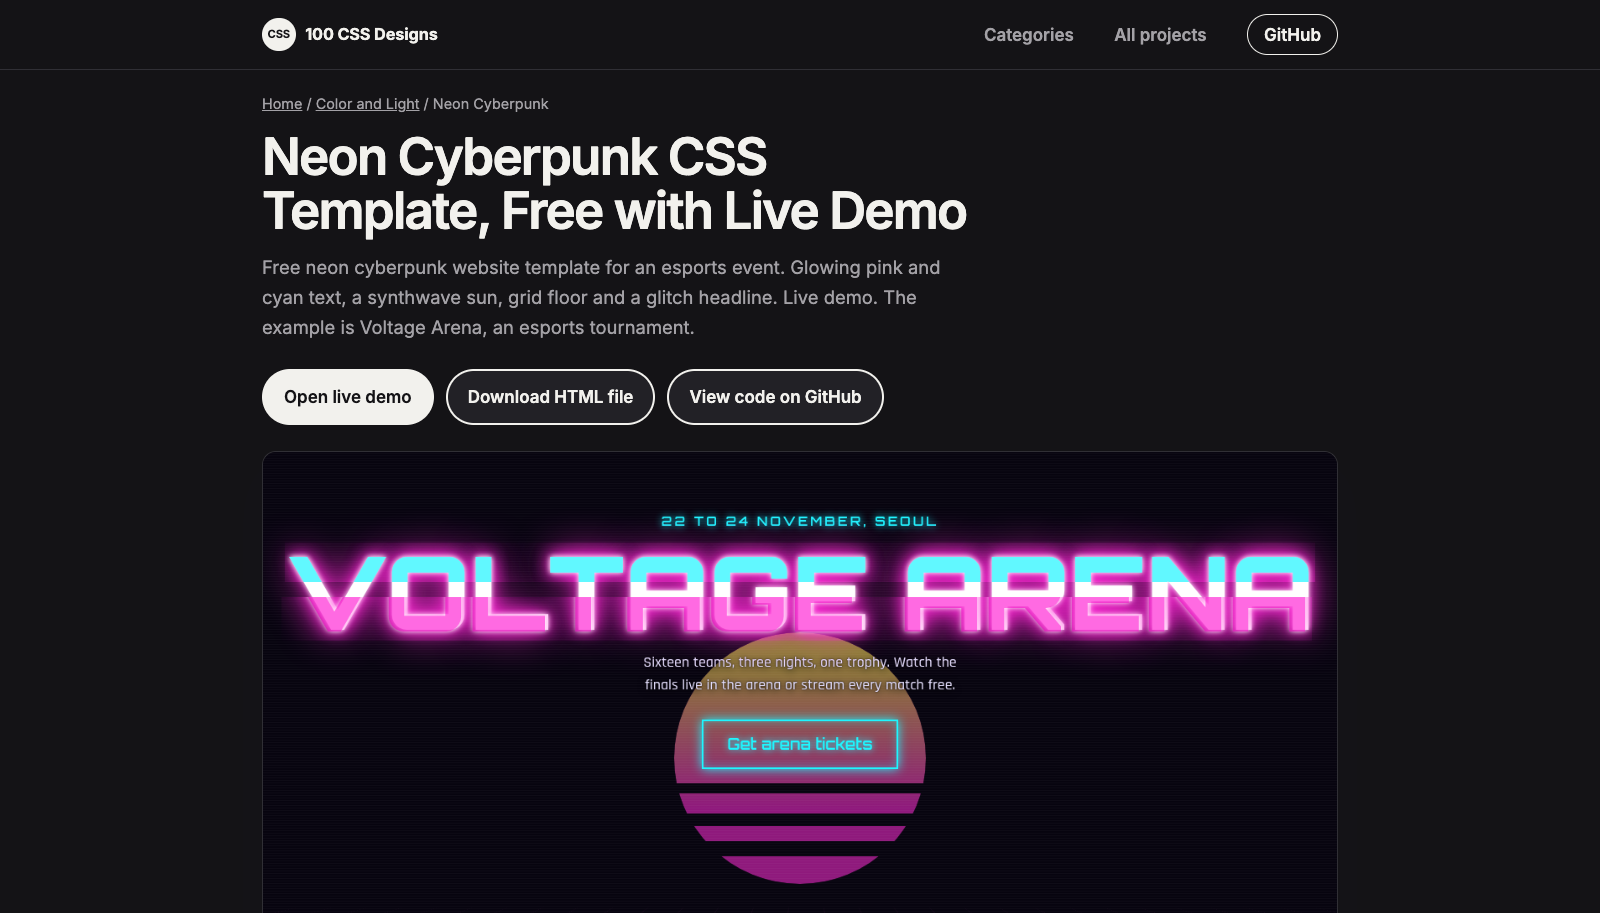 CSS 100 CSS Designs
Categories
All projects
GitHub
Home / Color and Light / Neon Cyberpunk
Neon Cyberpunk CSS
Template, Free with Live Demo
Free neon cyberpunk website template for an esports event. Glowing pink and
cyan text, a synthwave sun, grid floor and a glitch headline. Live demo. The
example is Voltage Arena, an esports tournament.
Open live demo
Download HTML file
View code on GitHub
22 TO 24 NOVEMBER, SEOUL
VOLTAGE ARENA
Sixteen teams, three nights, one trophy. Watch the
finals live in the arena or stream every match free.
Get arena tickets